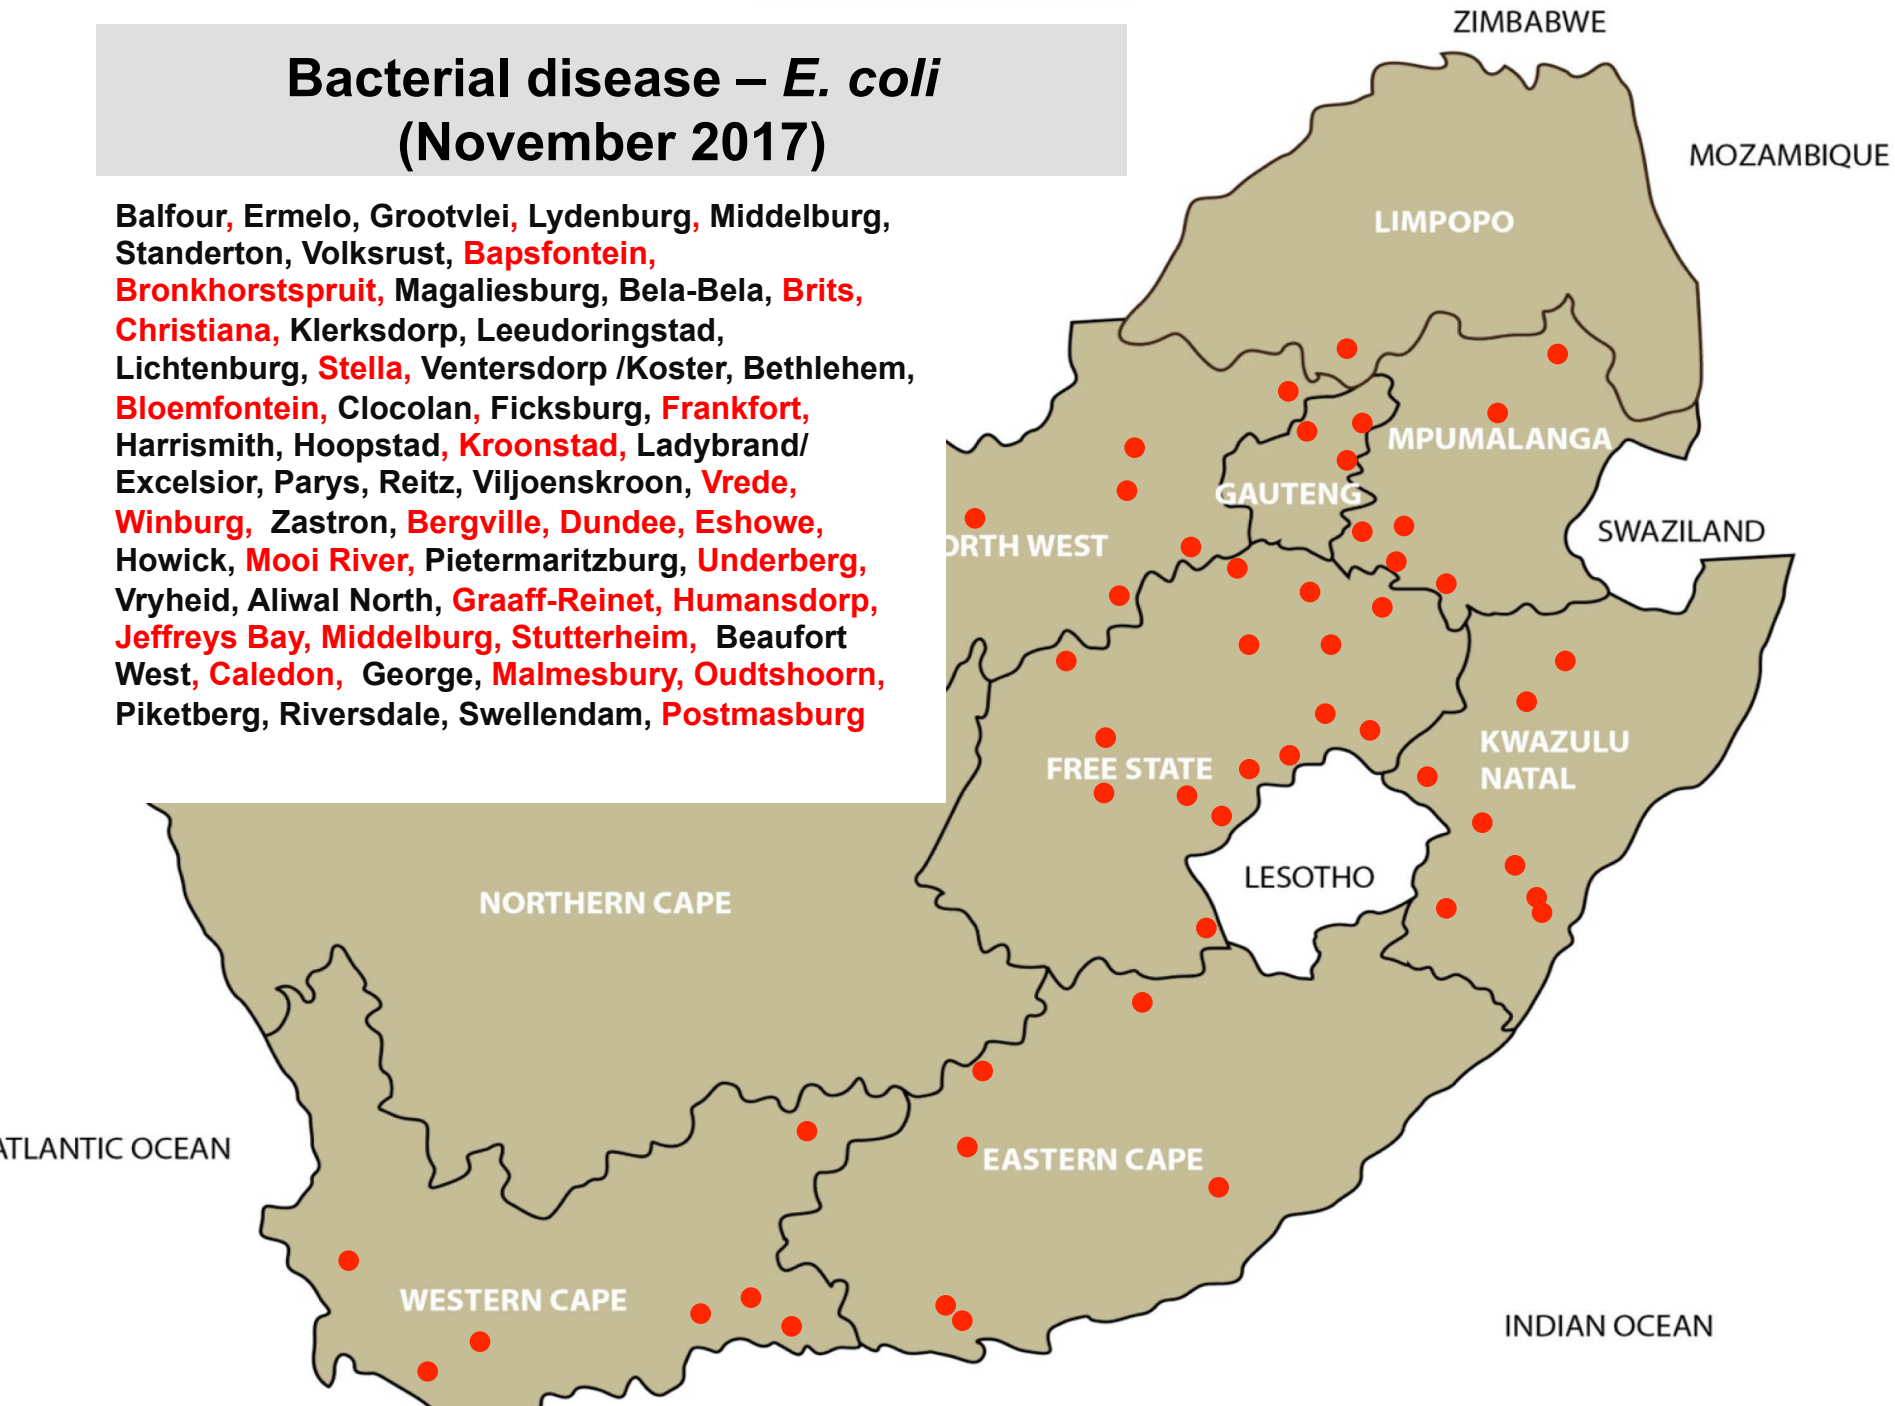 Bacterial disease – E. coli
(November 2017)
Balfour, Ermelo, Grootvlei, Lydenburg, Middelburg,
Standerton, Volksrust, Bapsfontein,
Bronkhorstspruit, Magaliesburg, Bela-Bela, Brits,
Christiana, Klerksdorp, Leeudoringstad,
Lichtenburg, Stella, Ventersdorp /Koster, Bethlehem,
Bloemfontein, Clocolan, Ficksburg, Frankfort,
Harrismith, Hoopstad, Kroonstad, Ladybrand/
Excelsior, Parys, Reitz, Viljoenskroon, Vrede,
Winburg, Zastron, Bergville, Dundee, Eshowe,
Howick, Mooi River, Pietermaritzburg, Underberg,
Vryheid, Aliwal North, Graaff-Reinet, Humansdorp,
Jeffreys Bay, Middelburg, Stutterheim, Beaufort
West, Caledon, George, Malmesbury, Oudtshoorn,
Piketberg, Riversdale, Swellendam, Postmasburg
ZIMBABWE
MOZAMBIQUE
LIMPOPO
MPUMALANGA
GAUTENG
SWAZILAND
ORTH WEST
KWAZULU
NATAL
FREE STATE
LESOTHO
NORTHERN CAPE
ATLANTIC OCEAN
EASTERN CAPE
WESTERN CAPE
INDIAN OCEAN